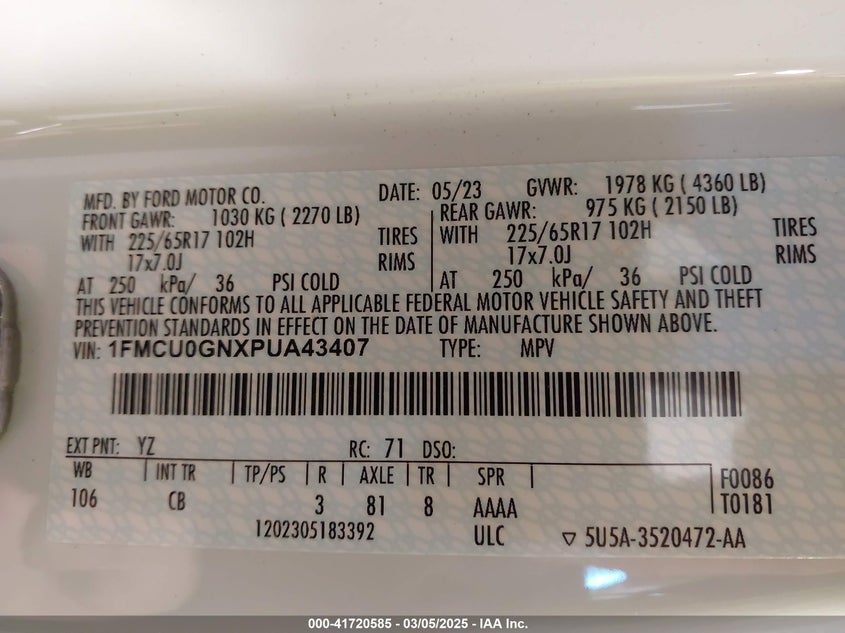 MFD. BY FORD MOTOR CO. DATE: 05/23 GVWR: 1978 KG ( 4360 LB)
FRONT GAWR: 1030 KG ( 2270 LB) REAR GAWR: 975 KG ( 2150 LB)
WITH 225/65R17 102H TIRES WITH 225/65R17 102H TIRES
17x7.0J RIMS 17x7.0J RIMS
AT 250 kPa/ 36 PSI COLD AT 250 kPa/ 36 PSI COLD
THIS VEHICLE CONFORMS TO ALL APPLICABLE FEDERAL MOTOR VEHICLE SAFETY AND THEFT
PREVENTION STANDARDS IN EFFECT ON THE DATE OF MANUFACTURE SHOWN ABOVE.
VIN: 1FMCU0GNXPUA43407 TYPE: MPV
EXT PNT: YZ RC: 71 DSO:
WB INT TR TP/PS R AXLE TR SPR F0086
106 CB 3 81 8 AAAA T0181
1202305183392 ULC ▽ 5U5A-3520472-AA
000-41720585 - 03/05/2025 - IAA Inc.